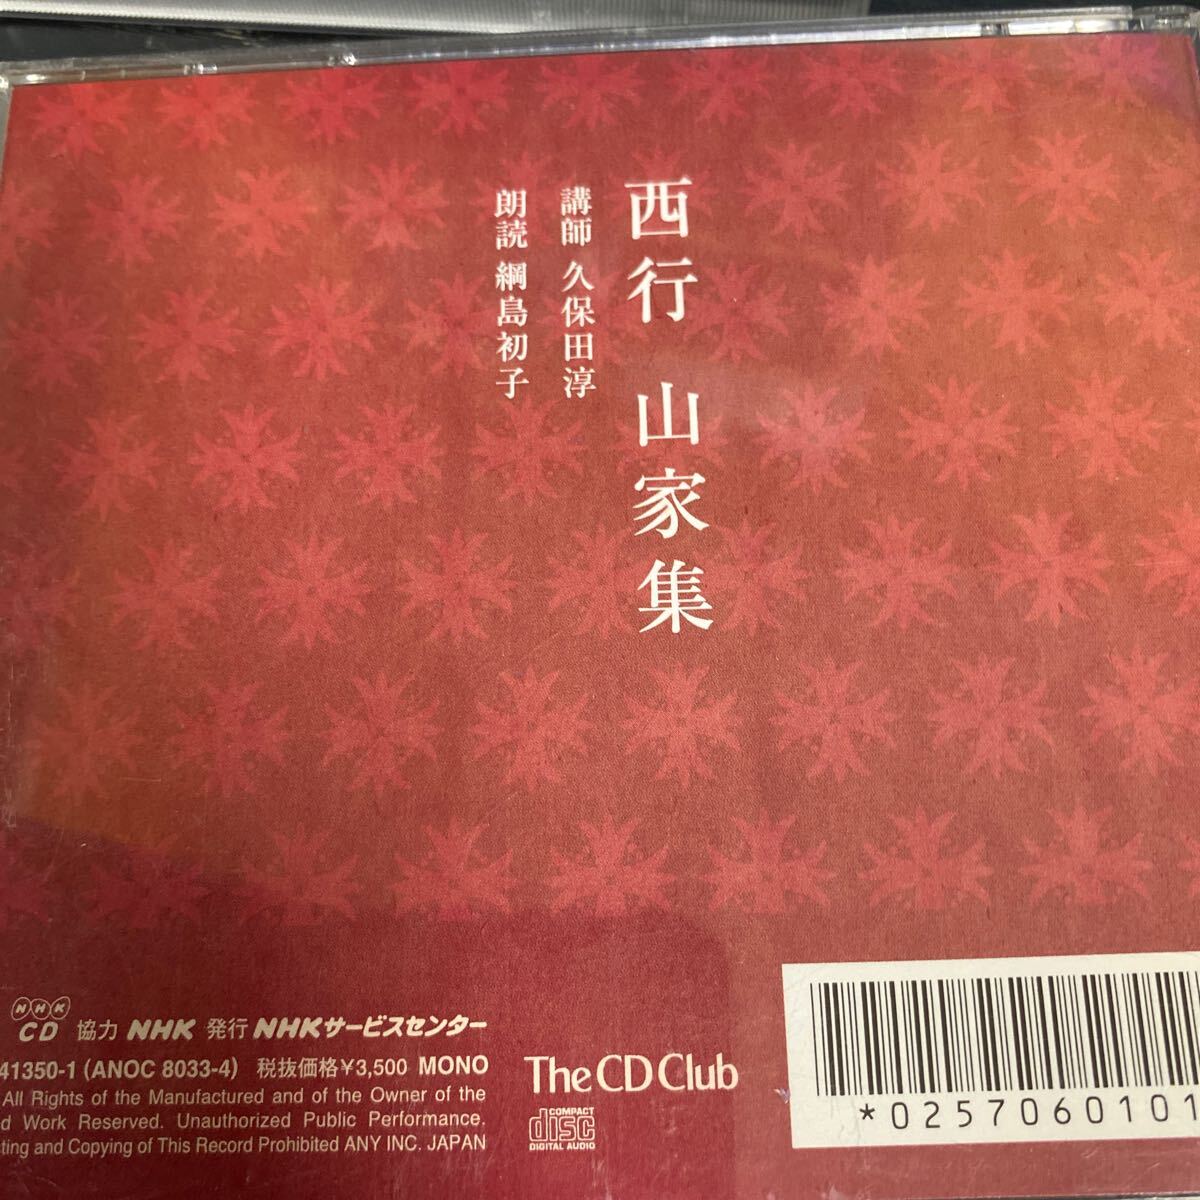 西行 山家集
講師 久保田淳
朗読 綱島初子
NHK
CD 協力 NHK 発行 NHKサービスセンター
41350-1 (ANOC 8033-4) 税抜価格¥3,500 MONO
All Rights of the Manufactured and of the Owner of the
Work Reserved. Unauthorized Public Performance.
and Copying of This Record Prohibited ANY INC. JAPAN
The CD Club
COMPACT
disc
DIGITAL AUDIO
*0257060101